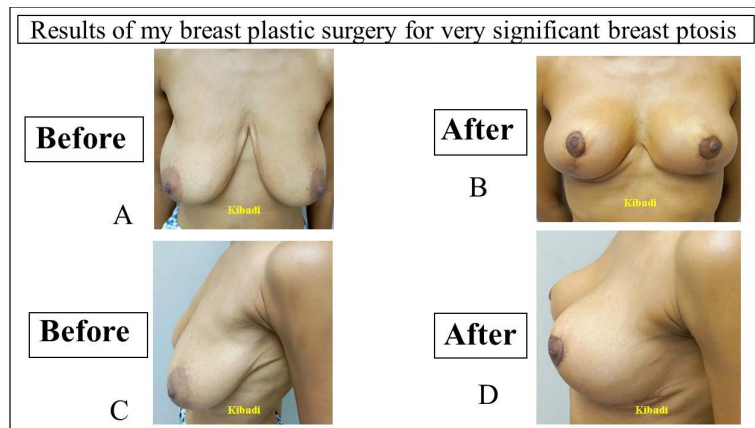 Results of my breast plastic surgery for very significant breast ptosis
Before
After
A
B
Kibadi
Kibadi
Before
After
C
D
Kibadi
Kibadi